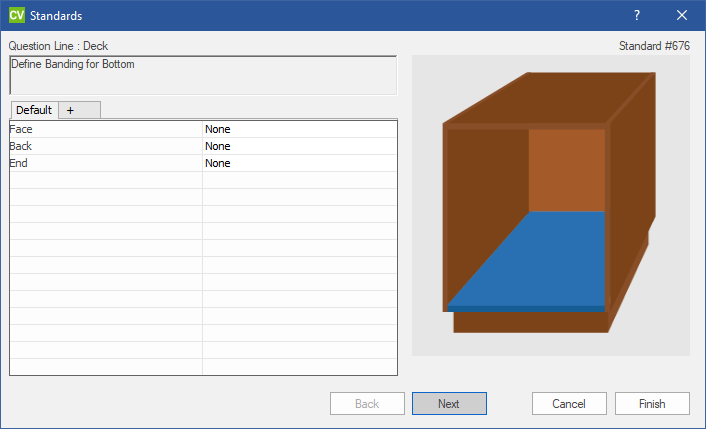 CV Standards ?
Question Line : Deck
Standard #676
Define Banding for Bottom
Default +
Face None
Back None
End None
Back Next Cancel Finish